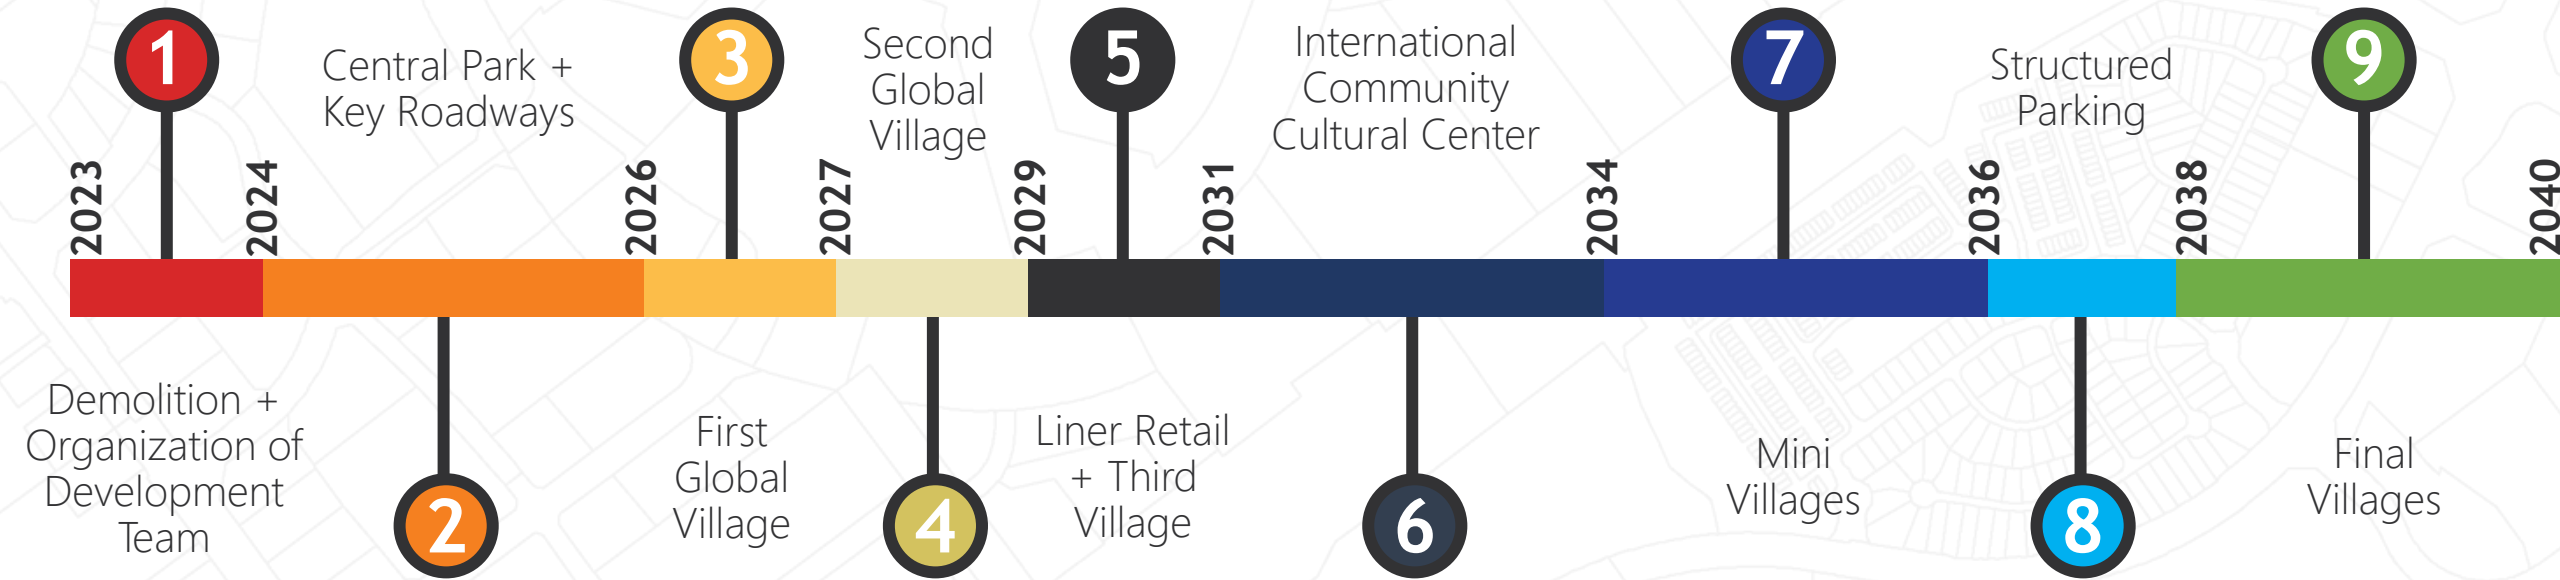 1
Central Park +
Key Roadways
3
Second
Global
Village
5
International
Community
Cultural Center
7
Structured
Parking
9
2023
2024
2026
2027
2029
2031
2034
2036
2038
2040
Demolition +
Organization of
Development
Team
2
First
Global
Village
4
Liner Retail
+ Third
Village
6
Mini
Villages
8
Final
Villages